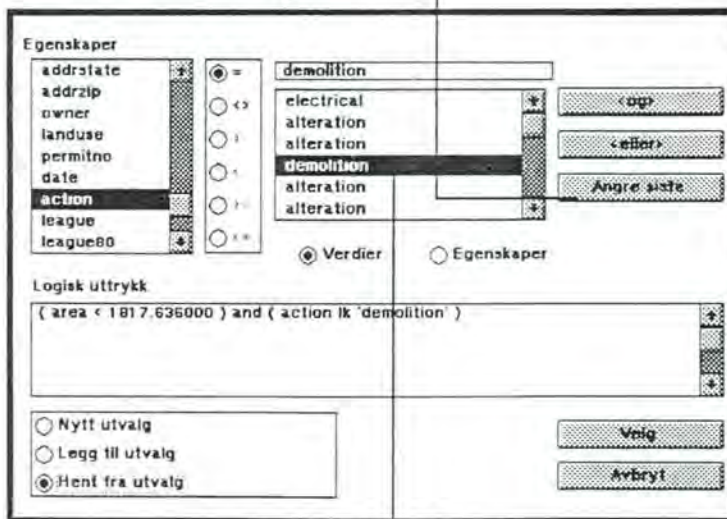 Egenskaper
addrstate
addrzip
owner
landuse
permitno
date
action
league
league80
=
<>
<
demolition
electrical
alteration
alteration
demolition
alteration
alteration
<og>
<eller>
Angre siste
Verdier
Egenskaper
Logisk uttrykk
( area < 1817.636000 ) and ( action lk 'demolition' )
Nytt utvalg
Legg til utvalg
Hent fra utvalg
Velg
Avbryt